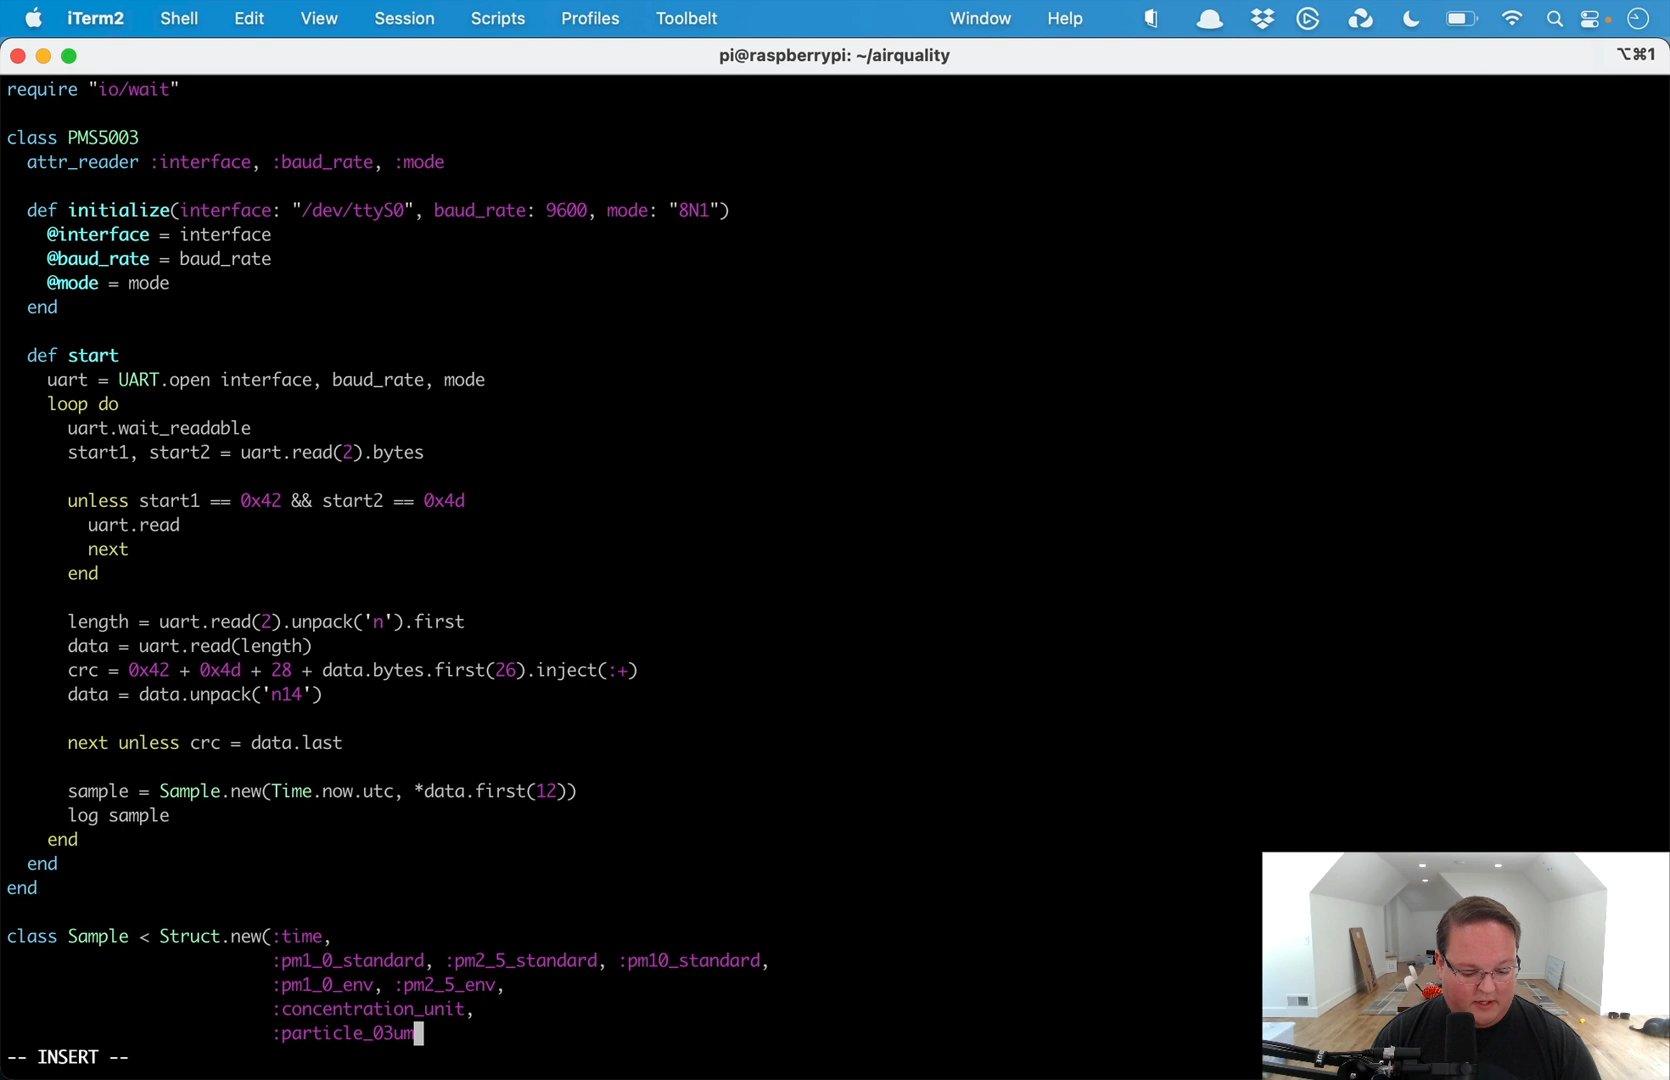 iTerm2 Shell Edit View Session Scripts Profiles Toolbelt Window Help
pi@raspberrypi: ~/airquality ⌥⌘1
require "io/wait"
class PMS5003
attr_reader :interface, :baud_rate, :mode
def initialize(interface: "/dev/ttyS0", baud_rate: 9600, mode: "8N1")
@interface = interface
@baud_rate = baud_rate
@mode = mode
end
def start
uart = UART.open interface, baud_rate, mode
loop do
uart.wait_readable
start1, start2 = uart.read(2).bytes
unless start1 == 0x42 && start2 == 0x4d
uart.read
next
end
length = uart.read(2).unpack('n').first
data = uart.read(length)
crc = 0x42 + 0x4d + 28 + data.bytes.first(26).inject(:+)
data = data.unpack('n14')
next unless crc = data.last
sample = Sample.new(Time.now.utc, *data.first(12))
log sample
end
end
end
class Sample < Struct.new(:time,
:pm1_0_standard, :pm2_5_standard, :pm10_standard,
:pm1_0_env, :pm2_5_env,
:concentration_unit,
:particle_03um
-- INSERT --